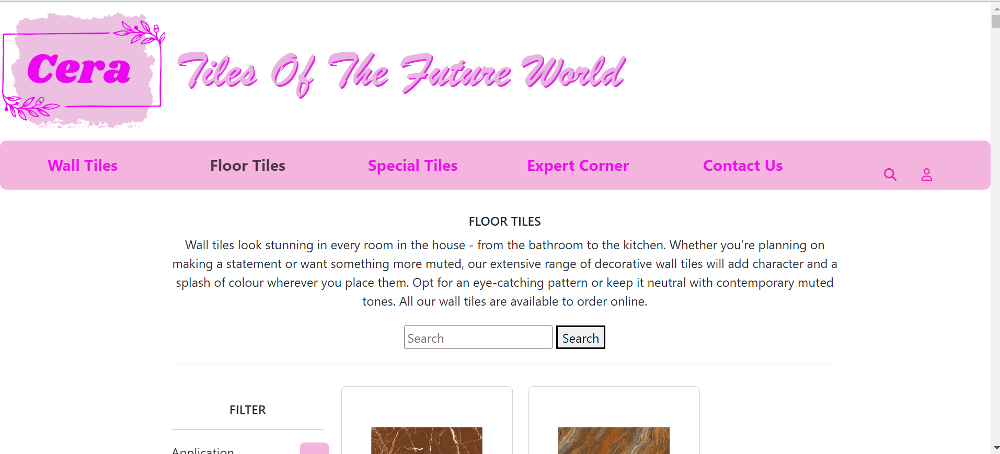 Cera
Tiles Of The Future World
Wall Tiles
Floor Tiles
Special Tiles
Expert Corner
Contact Us
FLOOR TILES
Wall tiles look stunning in every room in the house - from the bathroom to the kitchen. Whether you’re planning on
making a statement or want something more muted, our extensive range of decorative wall tiles will add character and a
splash of colour wherever you place them. Opt for an eye-catching pattern or keep it neutral with contemporary muted
tones. All our wall tiles are available to order online.
Search
Search
FILTER
Application